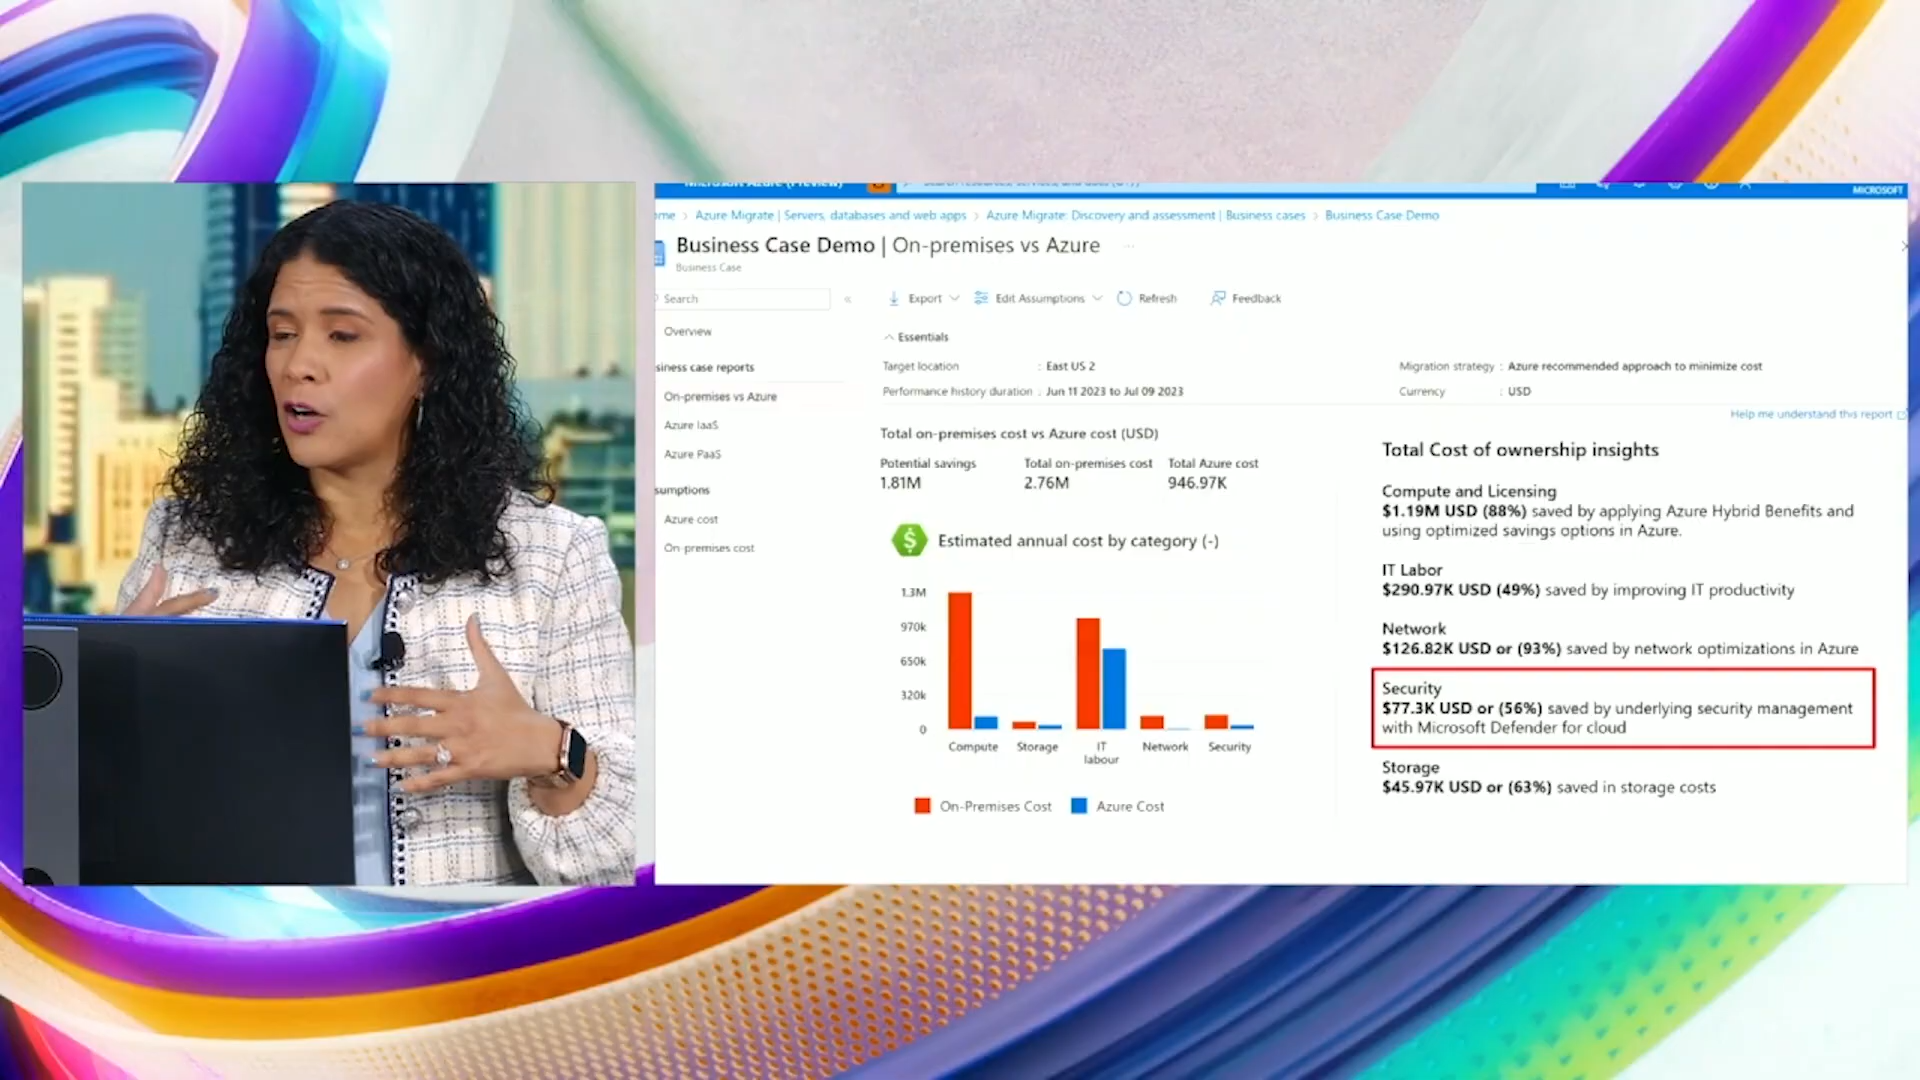 Microsoft Azure (Preview)
MICROSOFT
Azure Migrate | Servers, databases and web apps > Azure Migrate: Discovery and assessment | Business cases > Business Case Demo
Business Case Demo | On-premises vs Azure ...
Business Case
Search «
Export Edit Assumptions Refresh Feedback
Overview
siness case reports
On-premises vs Azure
Azure IaaS
Azure PaaS
sumptions
Azure cost
On-premises cost
Essentials
Target location : East US 2
Performance history duration : Jun 11 2023 to Jul 09 2023
Migration strategy : Azure recommended approach to minimize cost
Currency : USD
Help me understand this report
Total on-premises cost vs Azure cost (USD)
Potential savings Total on-premises cost Total Azure cost
1.81M 2.76M 946.97K
$ Estimated annual cost by category (-)
1.3M
970k
650k
320k
0
Compute Storage IT labour Network Security
On-Premises Cost Azure Cost
Total Cost of ownership insights
Compute and Licensing
$1.19M USD (88%) saved by applying Azure Hybrid Benefits and
using optimized savings options in Azure.
IT Labor
$290.97K USD (49%) saved by improving IT productivity
Network
$126.82K USD or (93%) saved by network optimizations in Azure
Security
$77.3K USD or (56%) saved by underlying security management
with Microsoft Defender for cloud
Storage
$45.97K USD or (63%) saved in storage costs